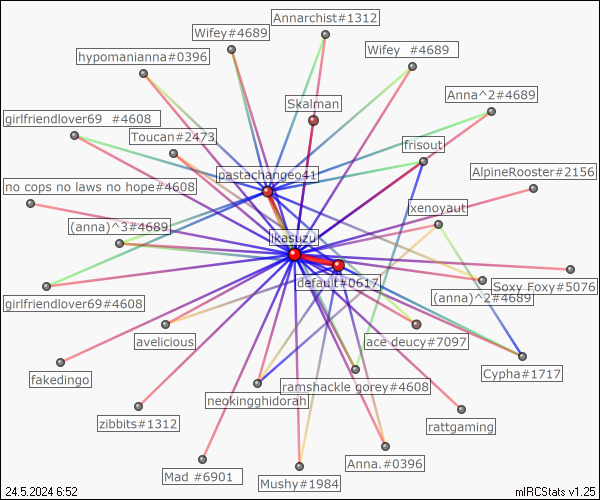 Annarchist#1312
Wifey#4689
Wifey #4689
hypomanianna#0396
Anna^2#4689
Skalman
girlfriendlover69 #4608
Toucan#2473
frisout
pastachangeo41
AlpineRooster#2156
no cops no laws no hope#4608
xenoyaut
(anna)^3#4689
ikasuzu
default#0617
Soxy Foxy#5076
(anna)^2#4689
girlfriendlover69#4608
avelicious
ace deucy#7097
Cypha#1717
fakedingo
ramshackle gorey#4608
neokingghidorah
zibbits#1312
rattgaming
Anna.#0396
Mad #6901
Mushy#1984
24.5.2024 6:52
mIRCStats v1.25